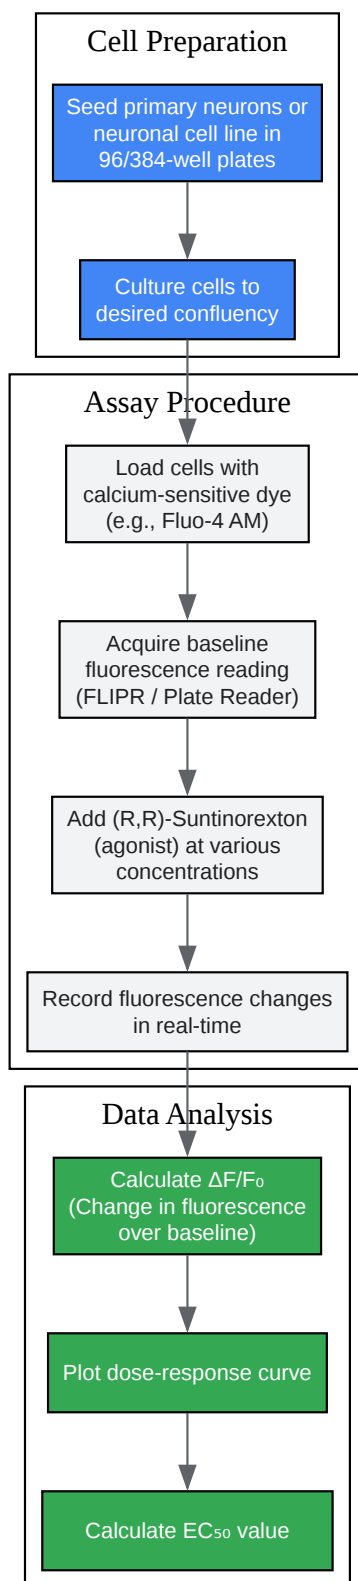 Cell Preparation
Seed primary neurons or
neuronal cell line in
96/384-well plates
Culture cells to
desired confluency
Assay Procedure
Load cells with
calcium-sensitive dye
(e.g., Fluo-4 AM)
Acquire baseline
fluorescence reading
(FLIPR / Plate Reader)
Add (R,R)-Suntinorexton
(agonist) at various
concentrations
Record fluorescence changes
in real-time
Data Analysis
Calculate ΔF/F₀
(Change in fluorescence
over baseline)
Plot dose-response curve
Calculate EC₅₀ value